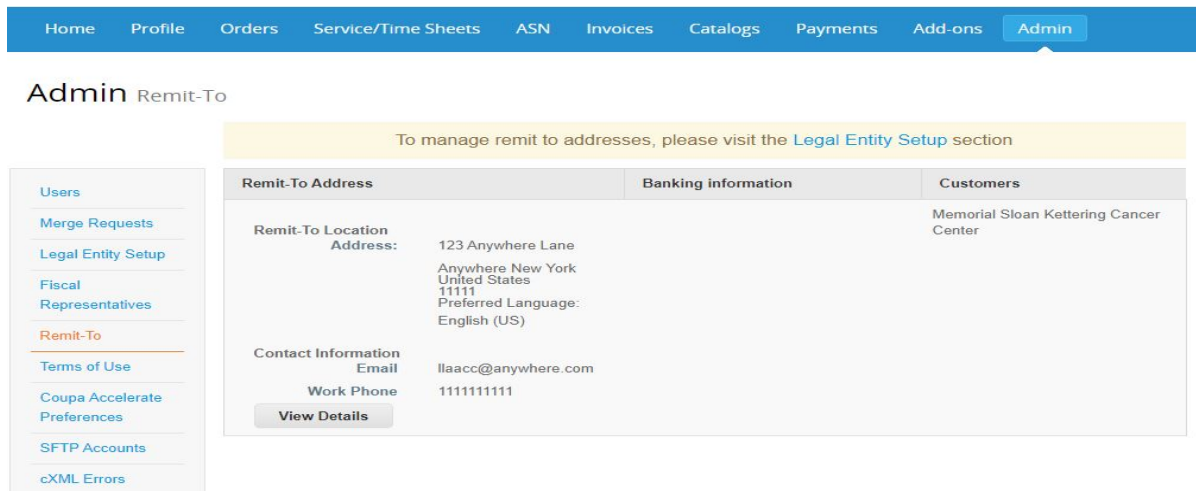 Home Profile Orders Service/Time Sheets ASN Invoices Catalogs Payments Add-ons Admin
Admin Remit-To
To manage remit to addresses, please visit the Legal Entity Setup section
Users
Merge Requests
Legal Entity Setup
Fiscal
Representatives
Remit-To
Terms of Use
Coupa Accelerate
Preferences
SFTP Accounts
cXML Errors
Remit-To Address Banking information Customers
Remit-To Location
Address: 123 Anywhere Lane
Anywhere New York
United States
11111
Preferred Language:
English (US)
Contact Information
Email llaacc@anywhere.com
Work Phone 1111111111
View Details
Memorial Sloan Kettering Cancer
Center